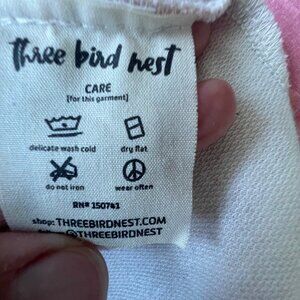 three bird nest
CARE
[for this garment]
delicate wash cold dry flat
do not iron wear often
RN# 150741
shop: THREEBIRDNEST.COM
@THREEBIRDNEST